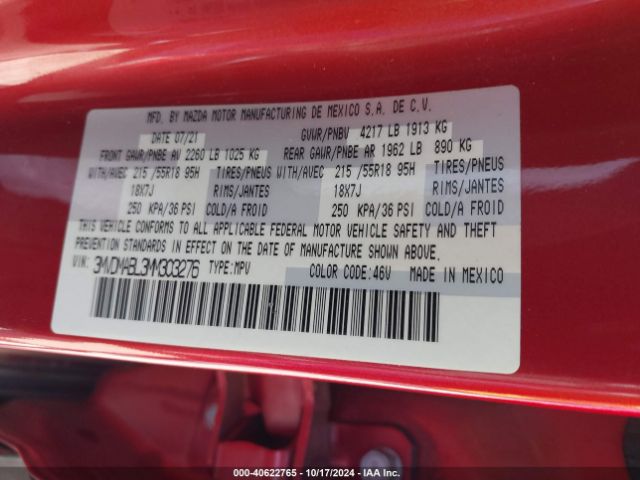 MFD. BY MAZDA MOTOR MANUFACTURING DE MEXICO S.A. DE C.V.
DATE 07/21 GVWR/PNBV 4217 LB 1913 KG
FRONT GAWR/PNBE AV 2260 LB 1025 KG REAR GAWR/PNBE AR 1962 LB 890 KG
WITH/AVEC 215 /55R18 95H TIRES/PNEUS WITH/AVEC 215 /55R18 95H TIRES/PNEUS
18X7J RIMS/JANTES 18X7J RIMS/JANTES
250 KPA/36 PSI COLD/A FROID 250 KPA/36 PSI COLD/A FROID
THIS VEHICLE CONFORMS TO ALL APPLICABLE FEDERAL MOTOR VEHICLE SAFETY AND THEFT
PREVENTION STANDARDS IN EFFECT ON THE DATE OF MANUFACTURE SHOWN ABOVE.
VIN: 3MVDMABL3MM303276 TYPE:MPV COLOR CODE:46V MADE IN MEXICO
000-40622765 - 10/17/2024 - IAA Inc.